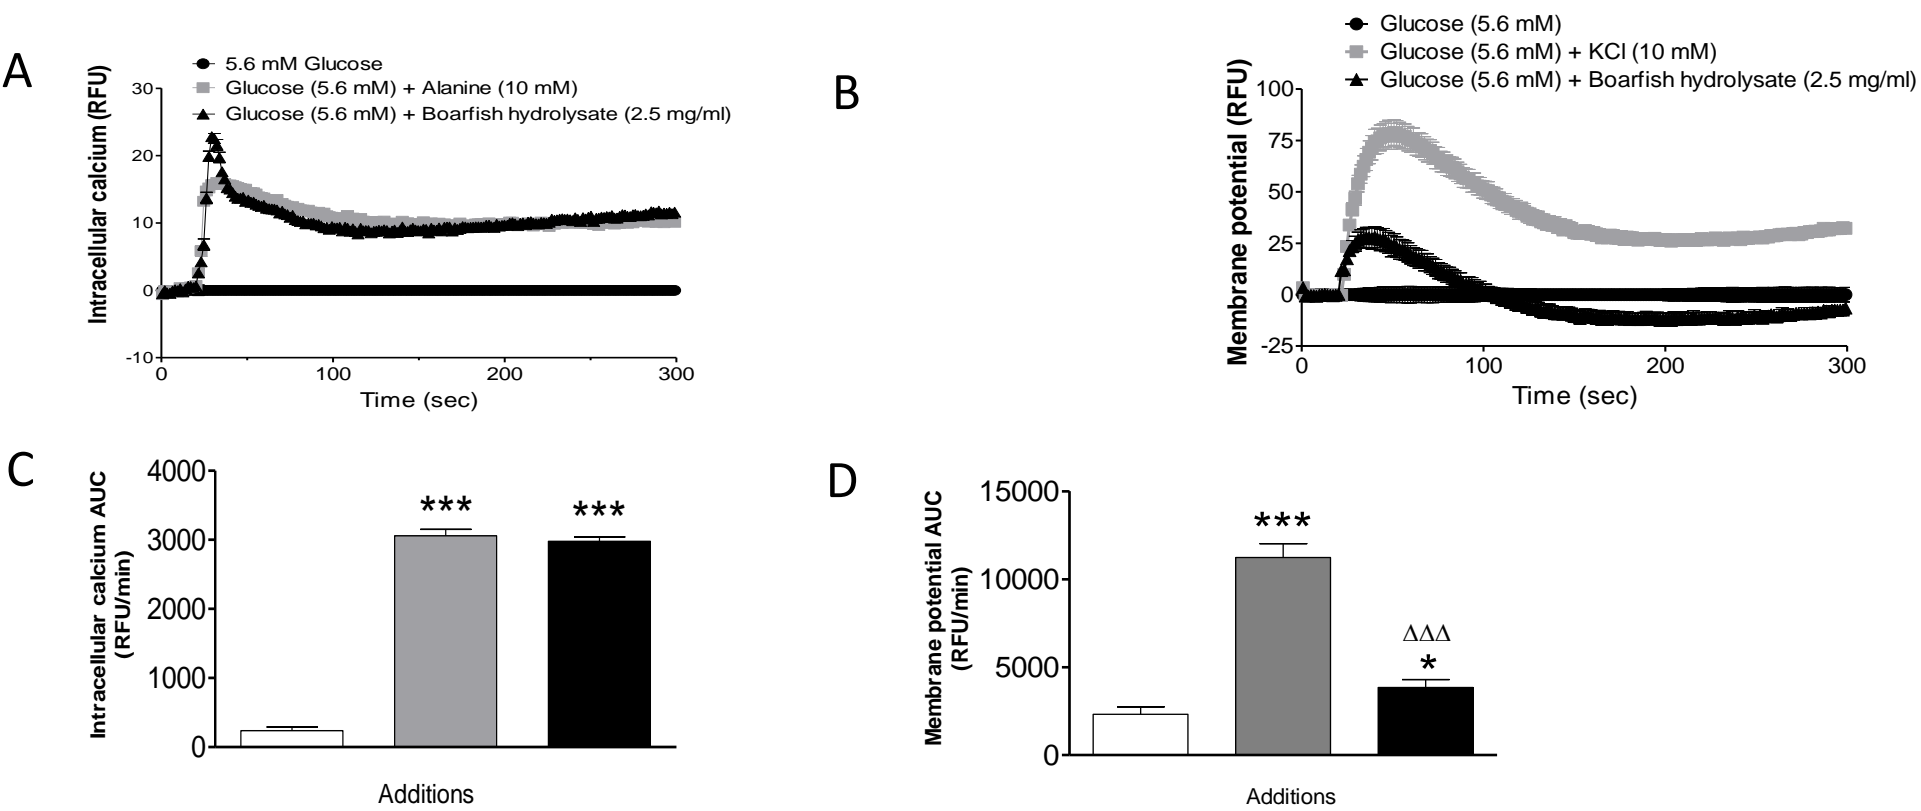 A
5.6 mM Glucose
Glucose (5.6 mM) + Alanine (10 mM)
Glucose (5.6 mM) + Boarfish hydrolysate (2.5 mg/ml)
Intracellular calcium (RFU)
30
20
10
0
-10
0 100 200 300
Time (sec)
B
Glucose (5.6 mM)
Glucose (5.6 mM) + KCl (10 mM)
Glucose (5.6 mM) + Boarfish hydrolysate (2.5 mg/ml)
Membrane potential (RFU)
100
75
50
25
0
-25
0 100 200 300
Time (sec)
C
Intracellular calcium AUC
(RFU/min)
4000
3000
2000
1000
0
*** ***
Additions
D
Membrane potential AUC
(RFU/min)
15000
10000
5000
0
***
ΔΔΔ
*
Additions